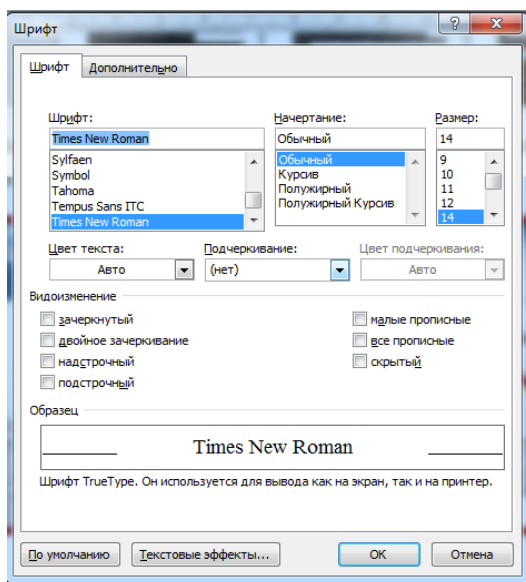 Шрифт
Шрифт Дополнительно
Шрифт: Начертание: Размер:
Times New Roman Обычный 14
Sylfaen Обычный 9
Symbol Курсив 10
Tahoma Полужирный 11
Tempus Sans ITC Полужирный Курсив 12
Times New Roman 14
Цвет текста: Подчеркивание: Цвет подчеркивания:
Авто (нет) Авто
Видоизменение
зачеркнутый малые прописные
двойное зачеркивание все прописные
надстрочный скрытый
подстрочный
Образец
Times New Roman
Шрифт TrueType. Он используется для вывода как на экран, так и на принтер.
По умолчанию Текстовые эффекты... ОК Отмена